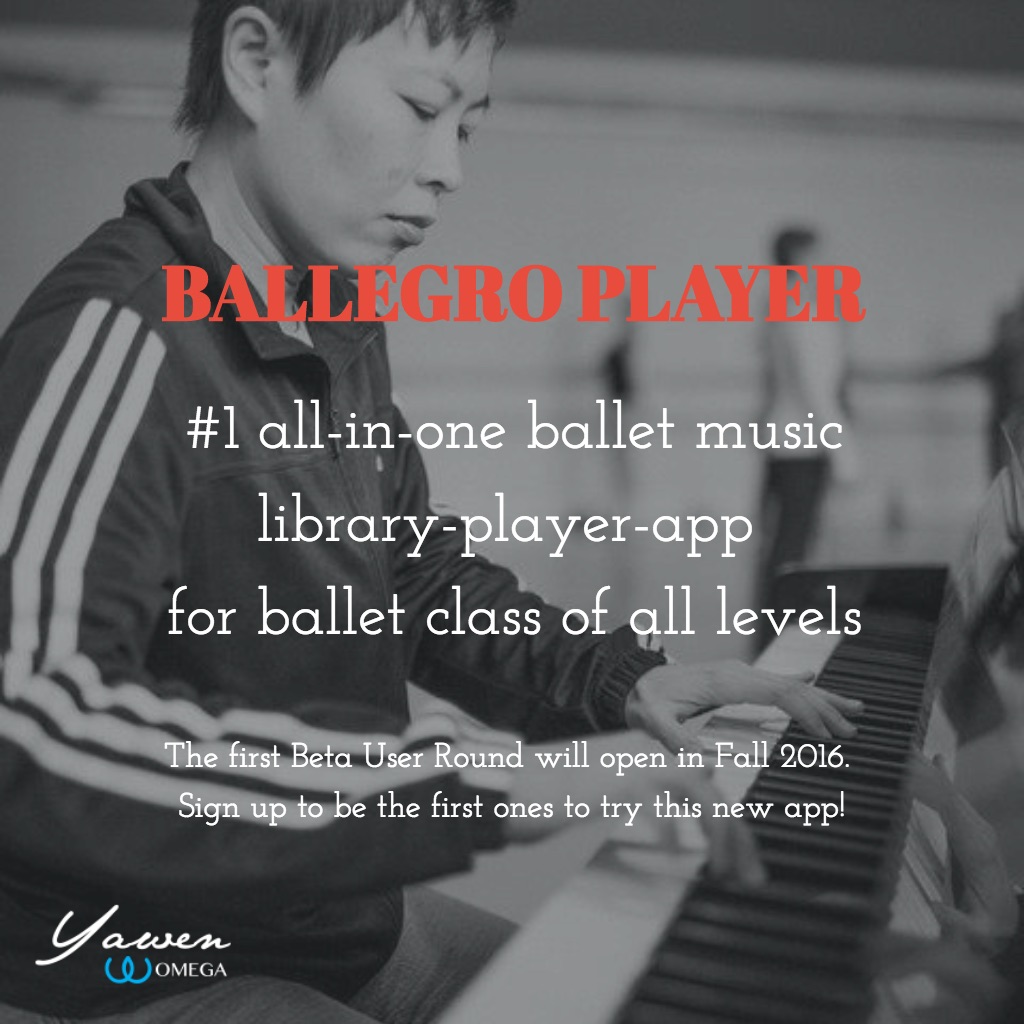 BALLEGRO PLAYER
#1 all-in-one ballet music
library-player-app
for ballet class of all levels
The first Beta User Round will open in Fall 2016.
Sign up to be the first ones to try this new app!
Yawen
OMEGA